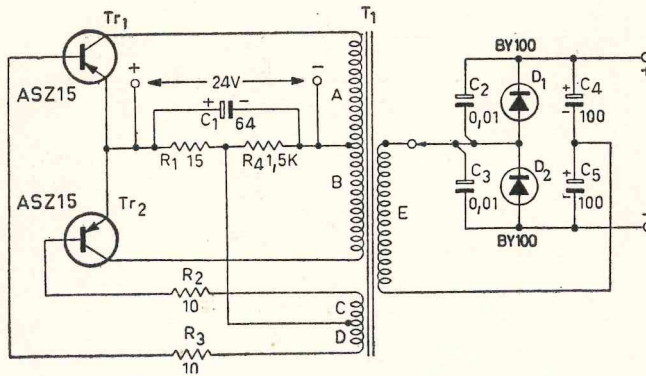 Tr1
T1
ASZ15
+
24V
-
+ -
C1
64
R1 15
R4 1,5K
A
B
ASZ15
Tr2
R2
10
R3
10
C
D
E
BY100
C2
0,01
D1
+
-
C4
100
C3
0,01
D2
+
-
C5
100
BY100
+
-